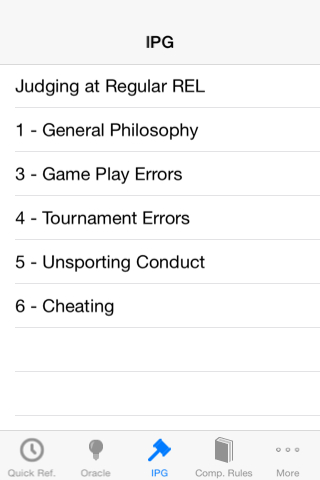 IPG
Judging at Regular REL
1 - General Philosophy
3 - Game Play Errors
4 - Tournament Errors
5 - Unsporting Conduct
6 - Cheating
Quick Ref. Oracle IPG Comp. Rules More